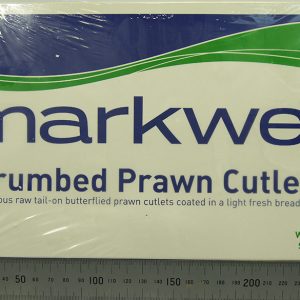 markwe
rumbed Prawn Cutle
ous raw tail-on butterflied prawn cutlets coated in a light fresh bread
W
50 100 150 200